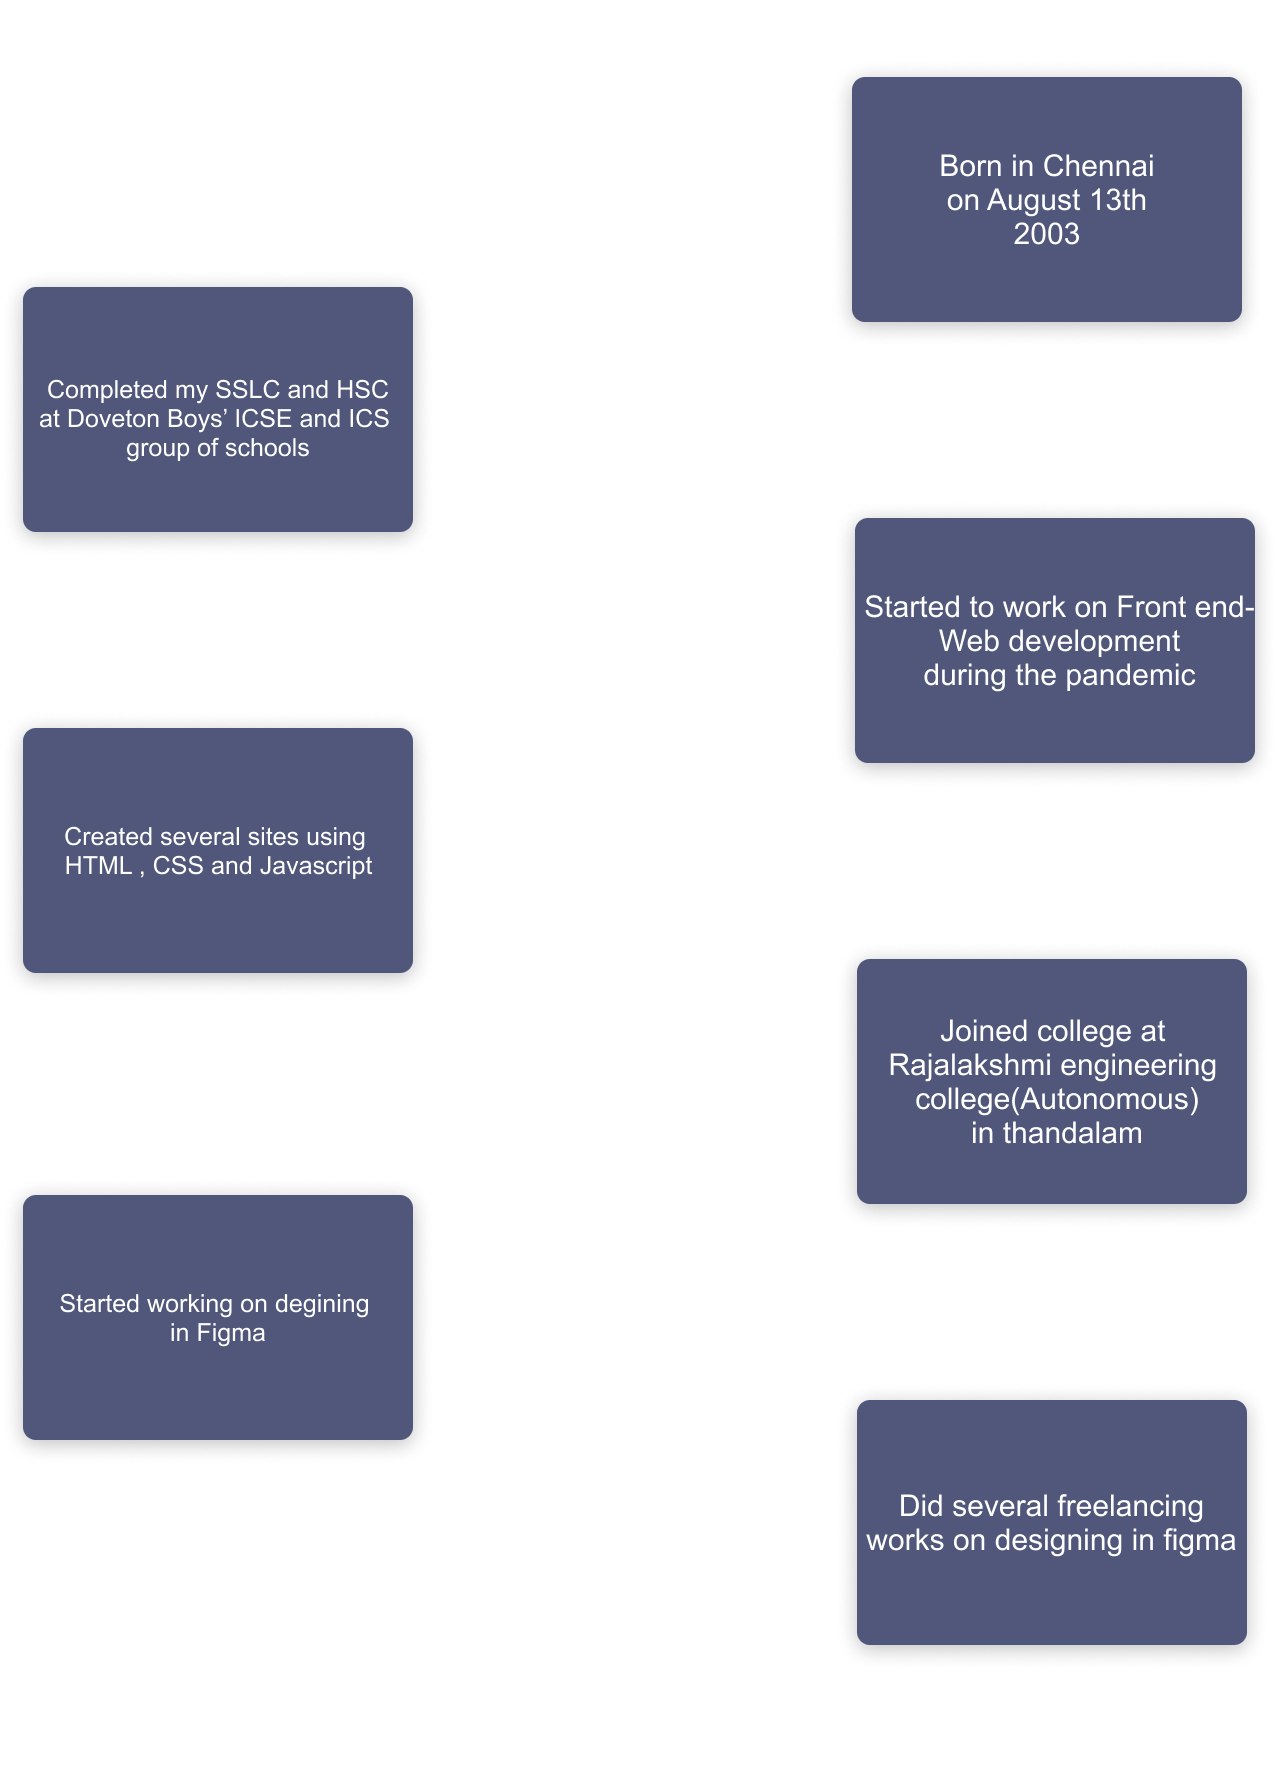 Born in Chennai
on August 13th
2003
Completed my SSLC and HSC
at Doveton Boys’ ICSE and ICS
group of schools
Started to work on Front end-
Web development
during the pandemic
Created several sites using
HTML , CSS and Javascript
Joined college at
Rajalakshmi engineering
college(Autonomous)
in thandalam
Started working on degining
in Figma
Did several freelancing
works on designing in figma